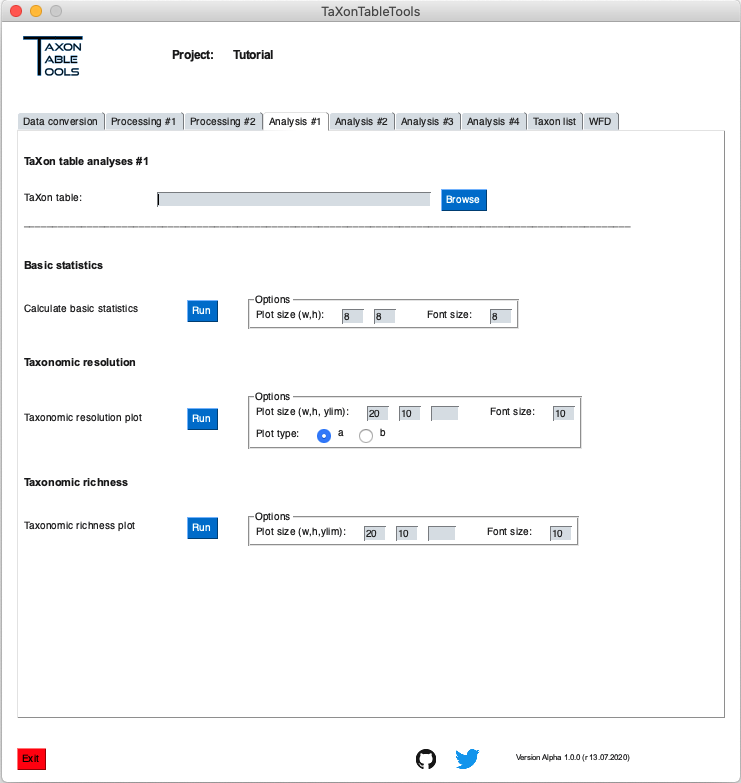 TaXonTableTools
TAXON
TABLE
TOOLS
Project: Tutorial
Data conversion Processing #1 Processing #2 Analysis #1 Analysis #2 Analysis #3 Analysis #4 Taxon list WFD
TaXon table analyses #1
TaXon table: Browse
Basic statistics
Options
Calculate basic statistics Run Plot size (w,h): 8 8 Font size: 8
Taxonomic resolution
Options
Plot size (w,h, ylim): 20 10 Font size: 10
Taxonomic resolution plot Run
Plot type: a b
Taxonomic richness
Options
Taxonomic richness plot Run Plot size (w,h,ylim): 20 10 Font size: 10
Exit Version Alpha 1.0.0 (r 13.07.2020)